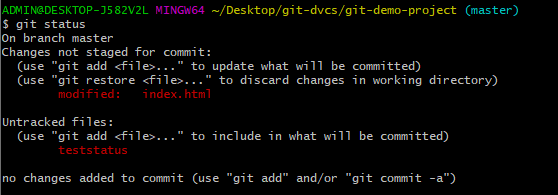 ADMIN@DESKTOP-J582V2L MINGW64 ~/Desktop/git-dvcs/git-demo-project (master)
$ git status
On branch master
Changes not staged for commit:
  (use "git add <file>..." to update what will be committed)
  (use "git restore <file>..." to discard changes in working directory)
        modified:   index.html

Untracked files:
  (use "git add <file>..." to include in what will be committed)
        teststatus

no changes added to commit (use "git add" and/or "git commit -a")